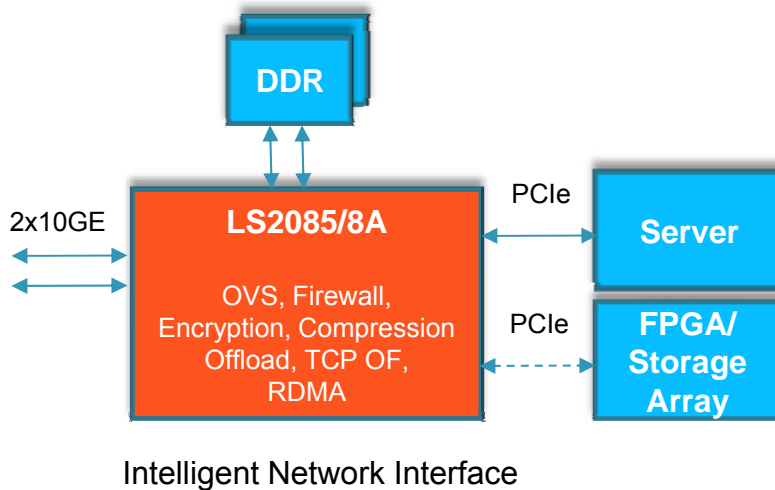 DDR
2x10GE
LS2085/8A
OVS, Firewall,
Encryption, Compression
Offload, TCP OF,
RDMA
PCIe
Server
PCIe
FPGA/
Storage
Array
Intelligent Network Interface